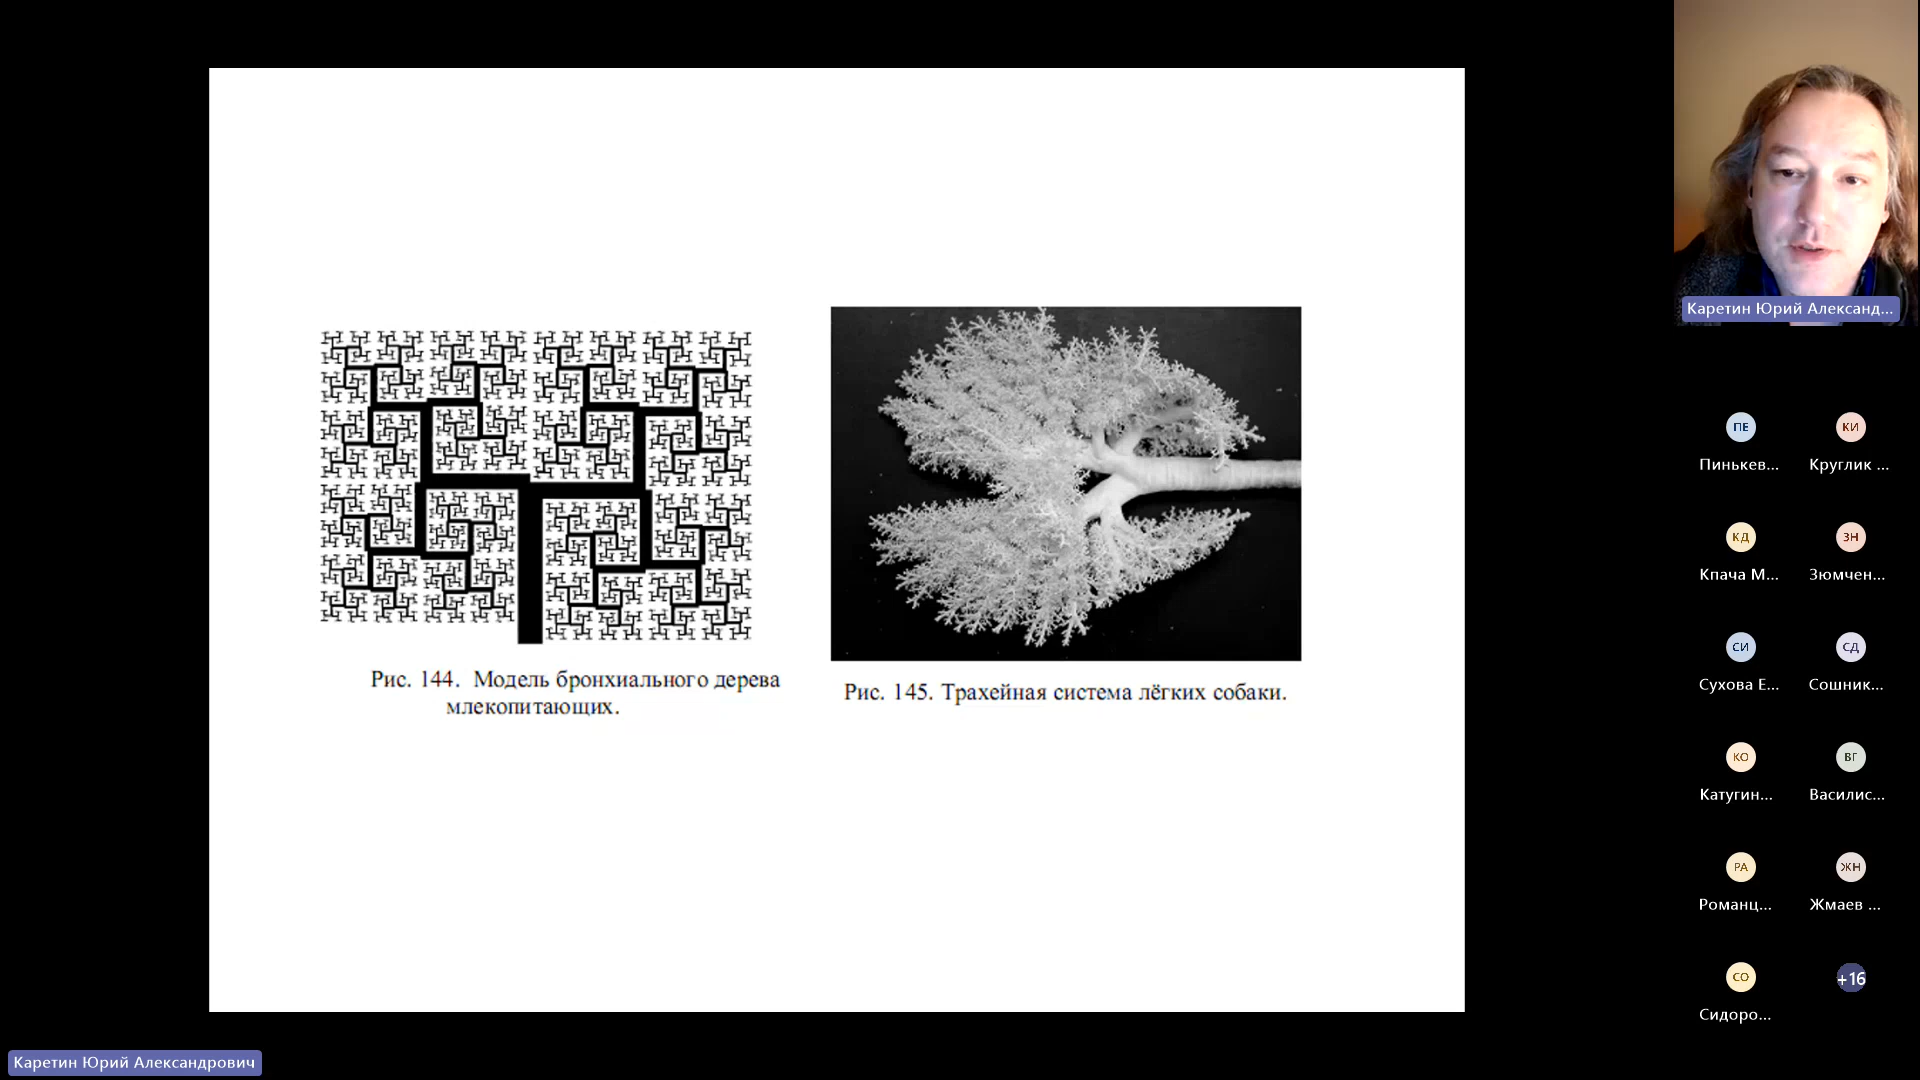 Рис. 144. Модель бронхиального дерева
млекопитающих.
Рис. 145. Трахейная система лёгких собаки.
Каретин Юрий Александ...
ПЕ
КИ
Пинькев...
Круглик ...
КД
ЗН
Кпача М...
Зюмчен...
СИ
СД
Сухова Е...
Сошник...
КО
ВГ
Катугин...
Василис...
РА
ЖН
Романц...
Жмаев ...
СО
+16
Сидоро...
Каретин Юрий Александрович